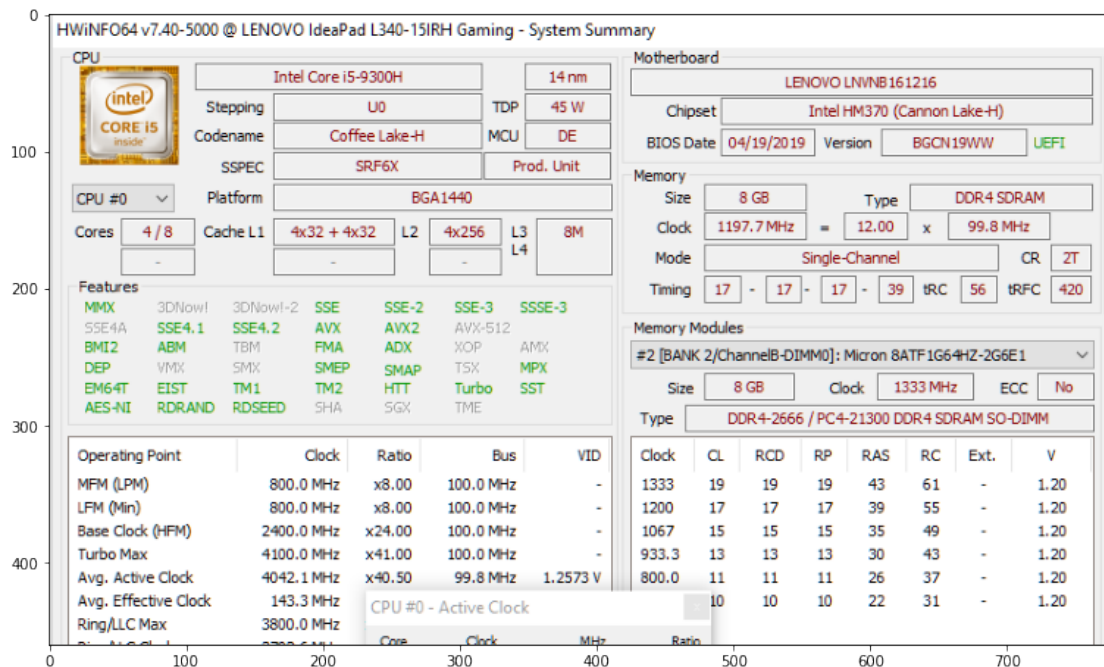 HWiNFO64 v7.40-5000 @ LENOVO IdeaPad L340-15IRH Gaming - System Summary
CPU
intel
CORE i5
inside
Intel Core i5-9300H 14 nm
Stepping U0 TDP 45 W
Codename Coffee Lake-H MCU DE
SSPEC SRF6X Prod. Unit
CPU #0 Platform BGA1440
Cores 4 / 8 Cache L1 4x32 + 4x32 L2 4x256 L3 8M
- - - L4
Features
MMX 3DNow! 3DNow!-2 SSE SSE-2 SSE-3 SSSE-3
SSE4A SSE4.1 SSE4.2 AVX AVX2 AVX-512
BMI2 ABM TBM FMA ADX XOP AMX
DEP VMX SMX SMEP SMAP TSX MPX
EM64T EIST TM1 TM2 HTT Turbo SST
AES-NI RDRAND RDSEED SHA SGX TME
Operating Point Clock Ratio Bus VID
MFM (LPM) 800.0 MHz x8.00 100.0 MHz -
LFM (Min) 800.0 MHz x8.00 100.0 MHz -
Base Clock (HFM) 2400.0 MHz x24.00 100.0 MHz -
Turbo Max 4100.0 MHz x41.00 100.0 MHz -
Avg. Active Clock 4042.1 MHz x40.50 99.8 MHz 1.2573 V
Avg. Effective Clock 143.3 MHz
Ring/LLC Max 3800.0 MHz
CPU #0 - Active Clock
Core Clock MHz Ratio
Motherboard
LENOVO LNVNB161216
Chipset Intel HM370 (Cannon Lake-H)
BIOS Date 04/19/2019 Version BGCN19WW UEFI
Memory
Size 8 GB Type DDR4 SDRAM
Clock 1197.7 MHz = 12.00 x 99.8 MHz
Mode Single-Channel CR 2T
Timing 17 - 17 - 17 - 39 tRC 56 tRFC 420
Memory Modules
#2 [BANK 2/ChannelB-DIMM0]: Micron 8ATF1G64HZ-2G6E1
Size 8 GB Clock 1333 MHz ECC No
Type DDR4-2666 / PC4-21300 DDR4 SDRAM SO-DIMM
Clock CL RCD RP RAS RC Ext. V
1333 19 19 19 43 61 - 1.20
1200 17 17 17 39 55 - 1.20
1067 15 15 15 35 49 - 1.20
933.3 13 13 13 30 43 - 1.20
800.0 11 11 11 26 37 - 1.20
10 10 10 22 31 - 1.20
0
100
200
300
400
0 100 200 300 400 500 600 700